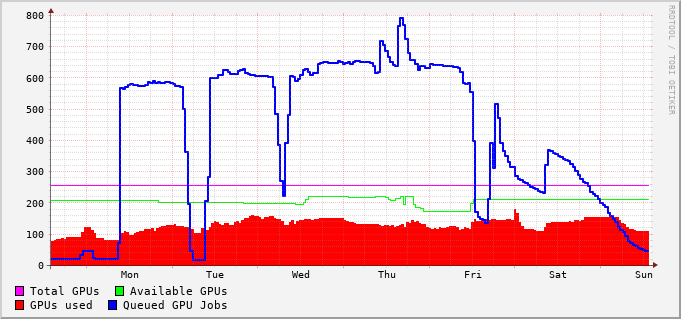 RRDTOOL / TOBI OETIKER
800
700
600
500
400
300
200
100
0
Mon Tue Wed Thu Fri Sat Sun
Total GPUs Available GPUs
GPUs used Queued GPU Jobs